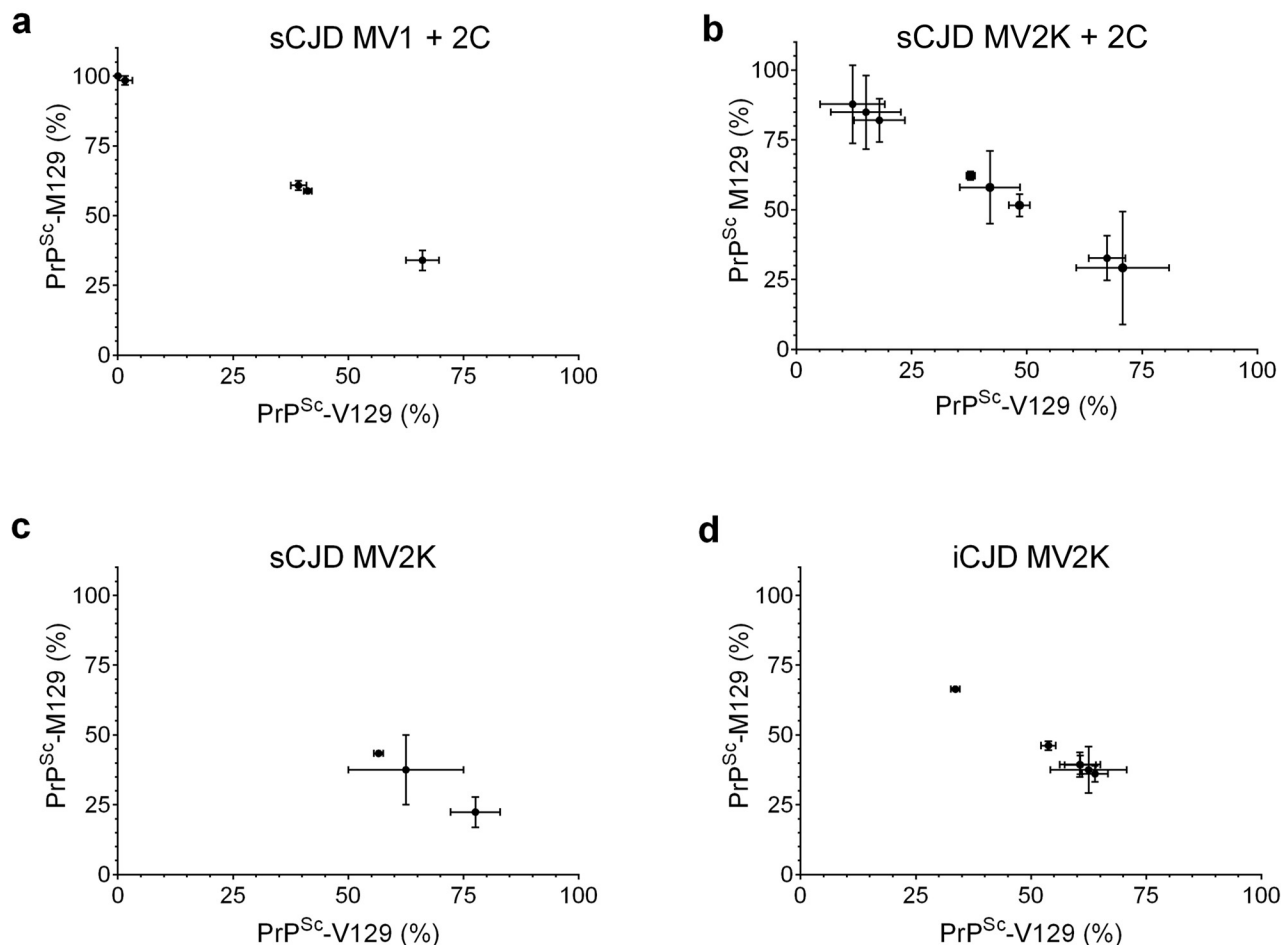 a
sCJD MV1 + 2C
PrPSc-M129 (%)
100
75
50
25
0
0 25 50 75 100
PrPSc-V129 (%)
b
sCJD MV2K + 2C
PrPSc M129 (%)
100
75
50
25
0
0 25 50 75 100
PrPSc-V129 (%)
c
sCJD MV2K
PrPSc-M129 (%)
100
75
50
25
0
0 25 50 75 100
PrPSc-V129 (%)
d
iCJD MV2K
PrPSc-M129 (%)
100
75
50
25
0
0 25 50 75 100
PrPSc-V129 (%)